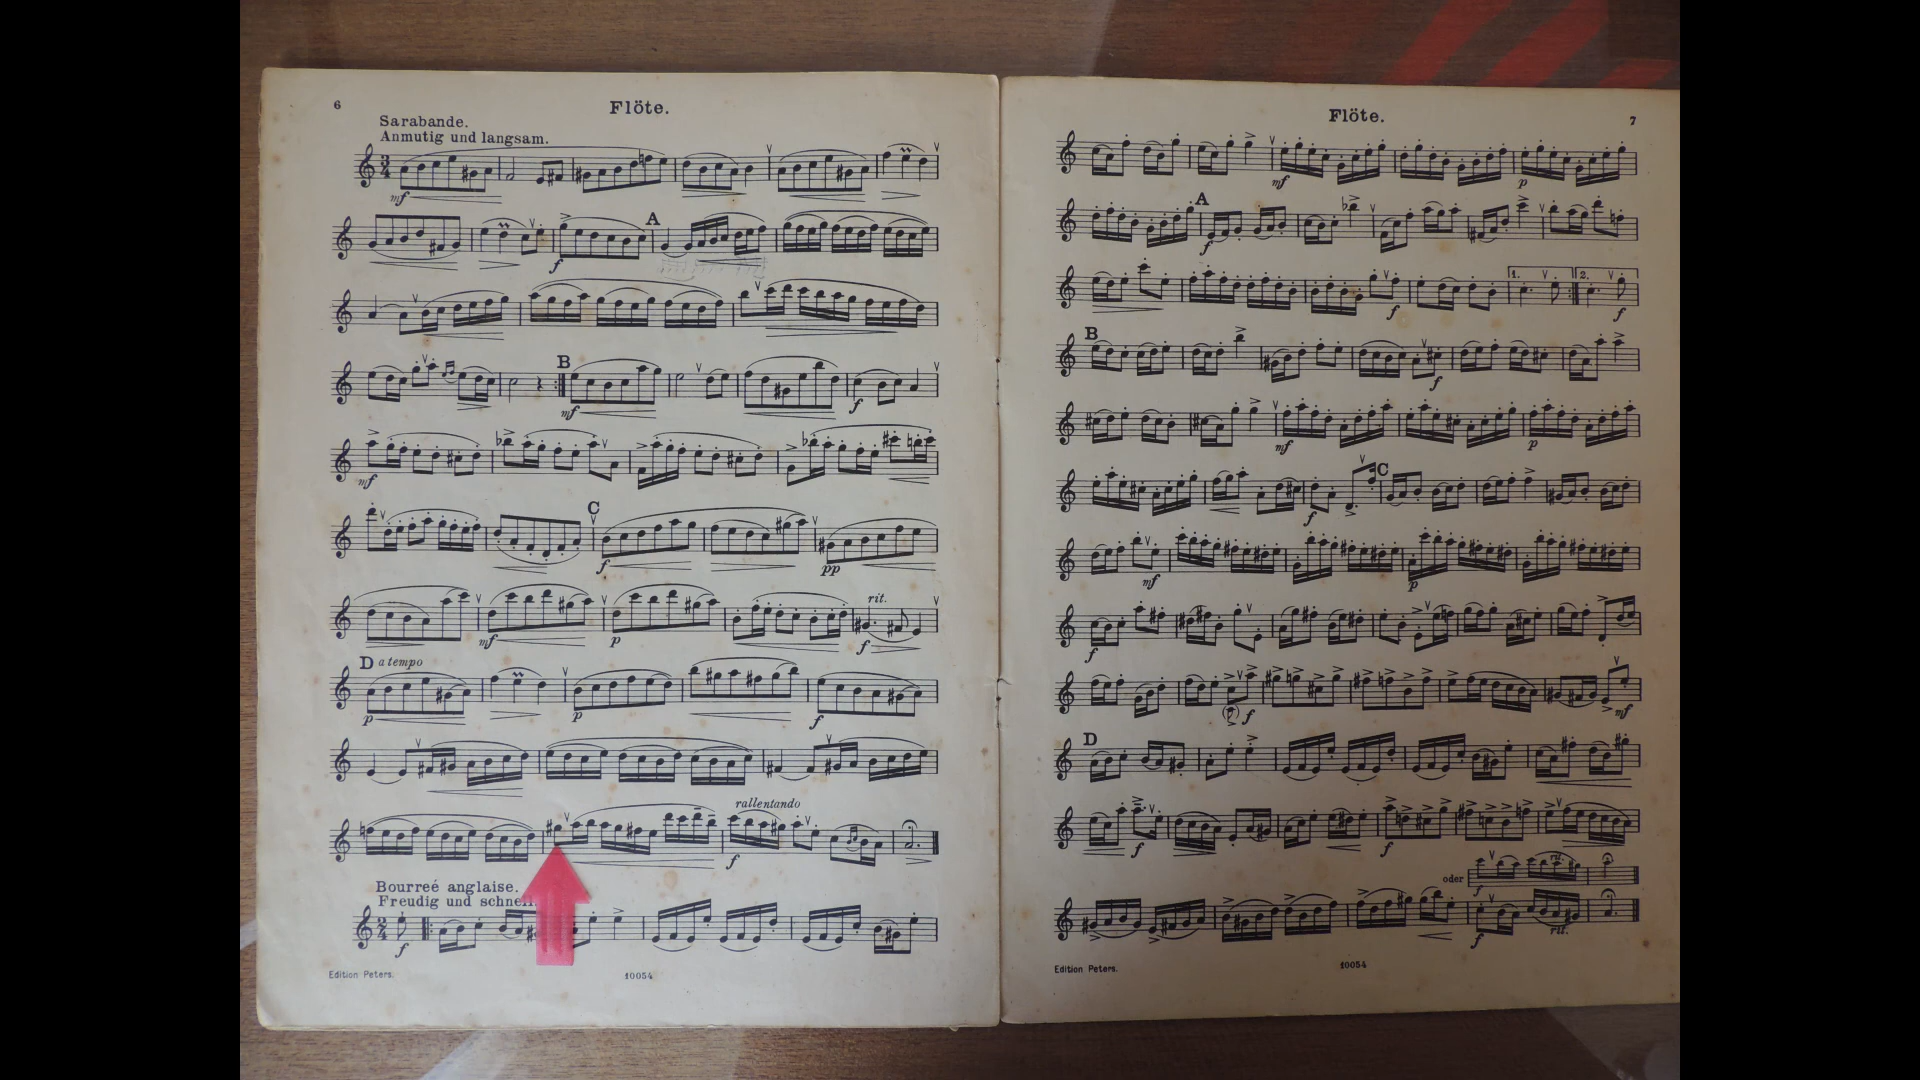 6
Flöte.
Sarabande.
Anmutig und langsam.
mf
A
f
B
mf
f
mf
C
f
pp
rit.
mf
p
f
D a tempo
p
p
f
rallentando
f
Bourreé anglaise.
Freudig und schnell
f
Edition Peters.
10054
Flöte.
7
mf
p
A
f
1.
2.
f
f
B
f
mf
p
C
f
mf
p
f
f
mf
D
f
f
oder
f
rit.
f
rit.
Edition Peters.
10054